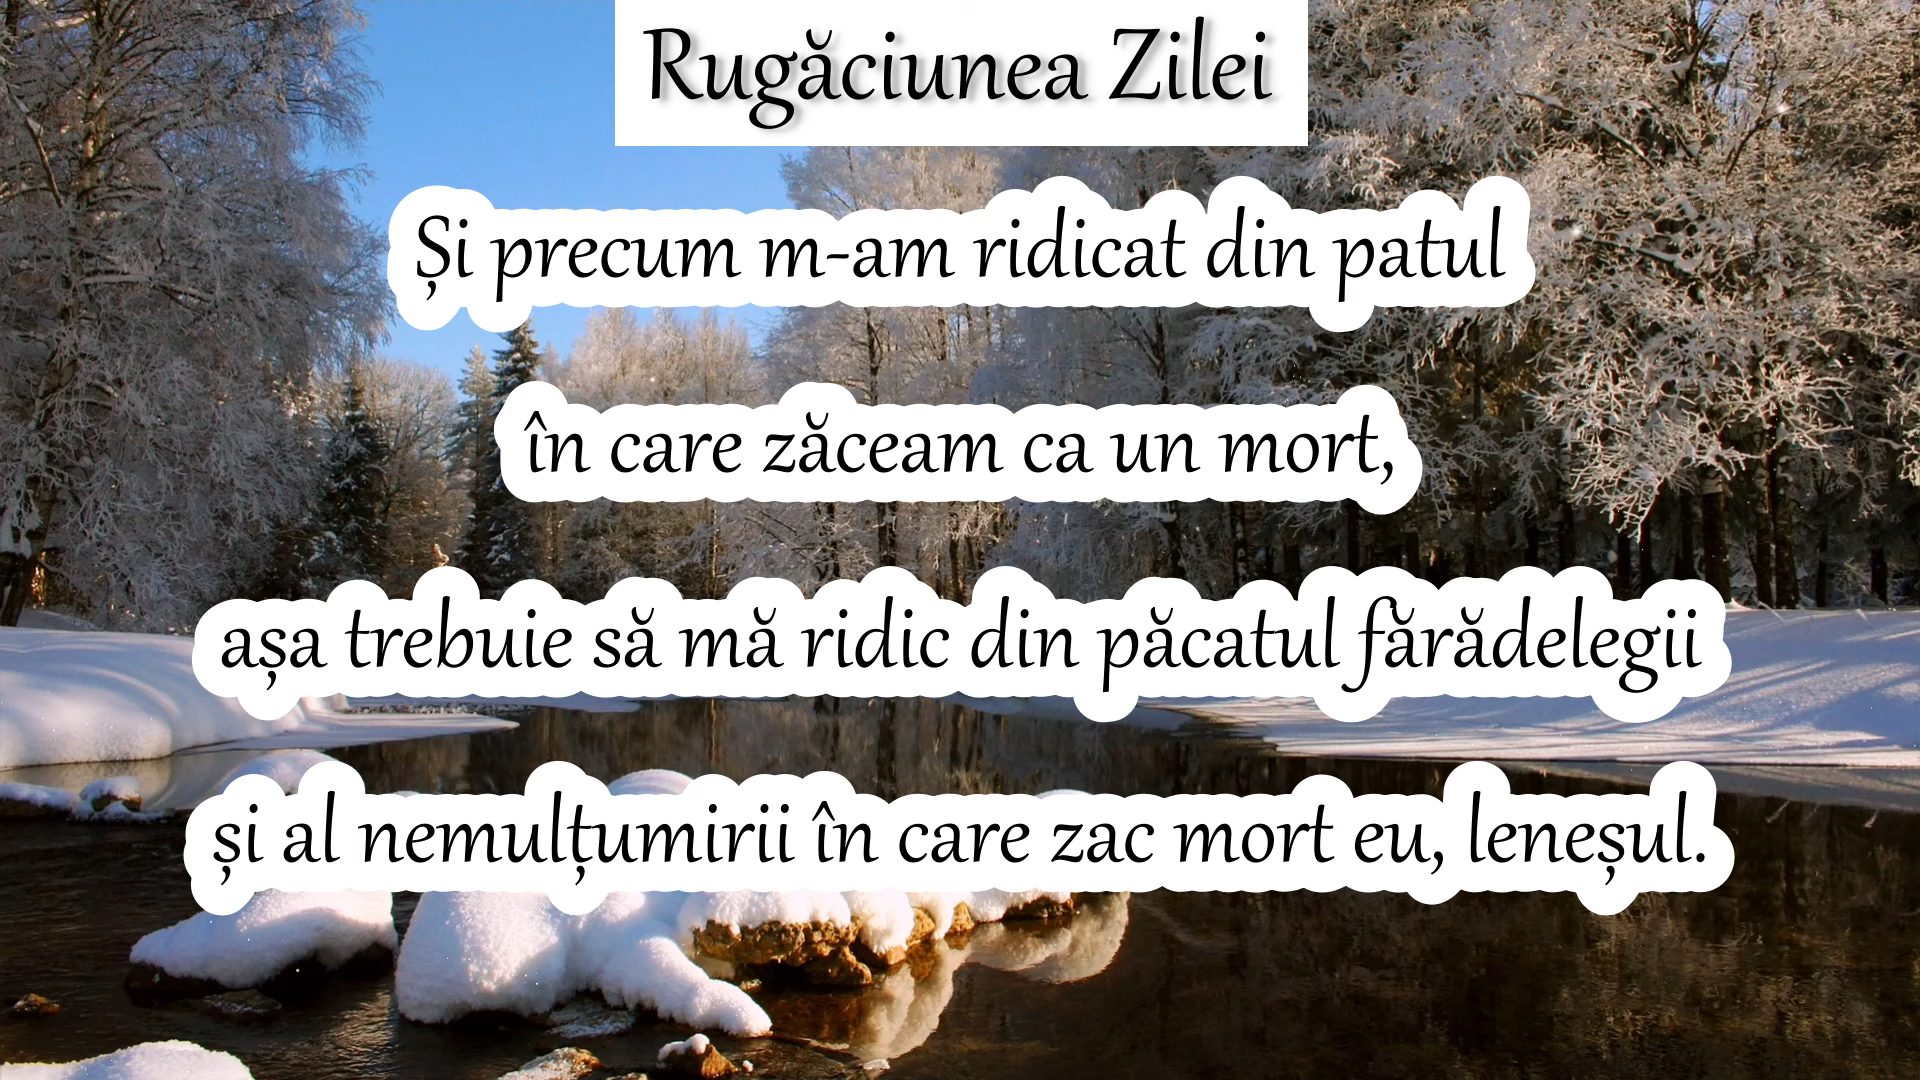 Rugăciunea Zilei
Și precum m-am ridicat din patul
în care zăceam ca un mort,
așa trebuie să mă ridic din păcatul fărădelegii
și al nemulțumirii în care zac mort eu, leneșul.